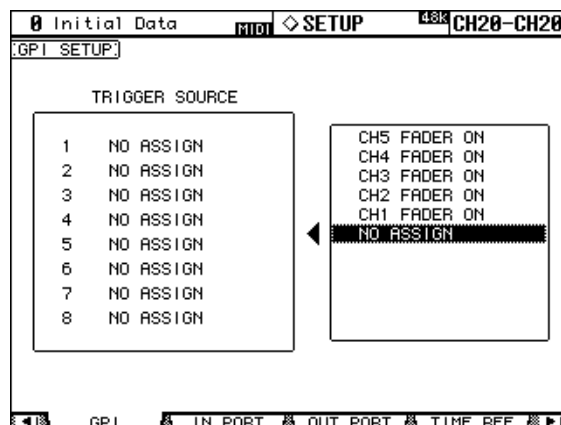 0 Initial Data MIDI ◇SETUP 48K CH20-CH20
GPI SETUP
TRIGGER SOURCE
1 NO ASSIGN
2 NO ASSIGN
3 NO ASSIGN
4 NO ASSIGN
5 NO ASSIGN
6 NO ASSIGN
7 NO ASSIGN
8 NO ASSIGN
CH5 FADER ON
CH4 FADER ON
CH3 FADER ON
CH2 FADER ON
CH1 FADER ON
NO ASSIGN
GPI IN PORT OUT PORT TIME REF